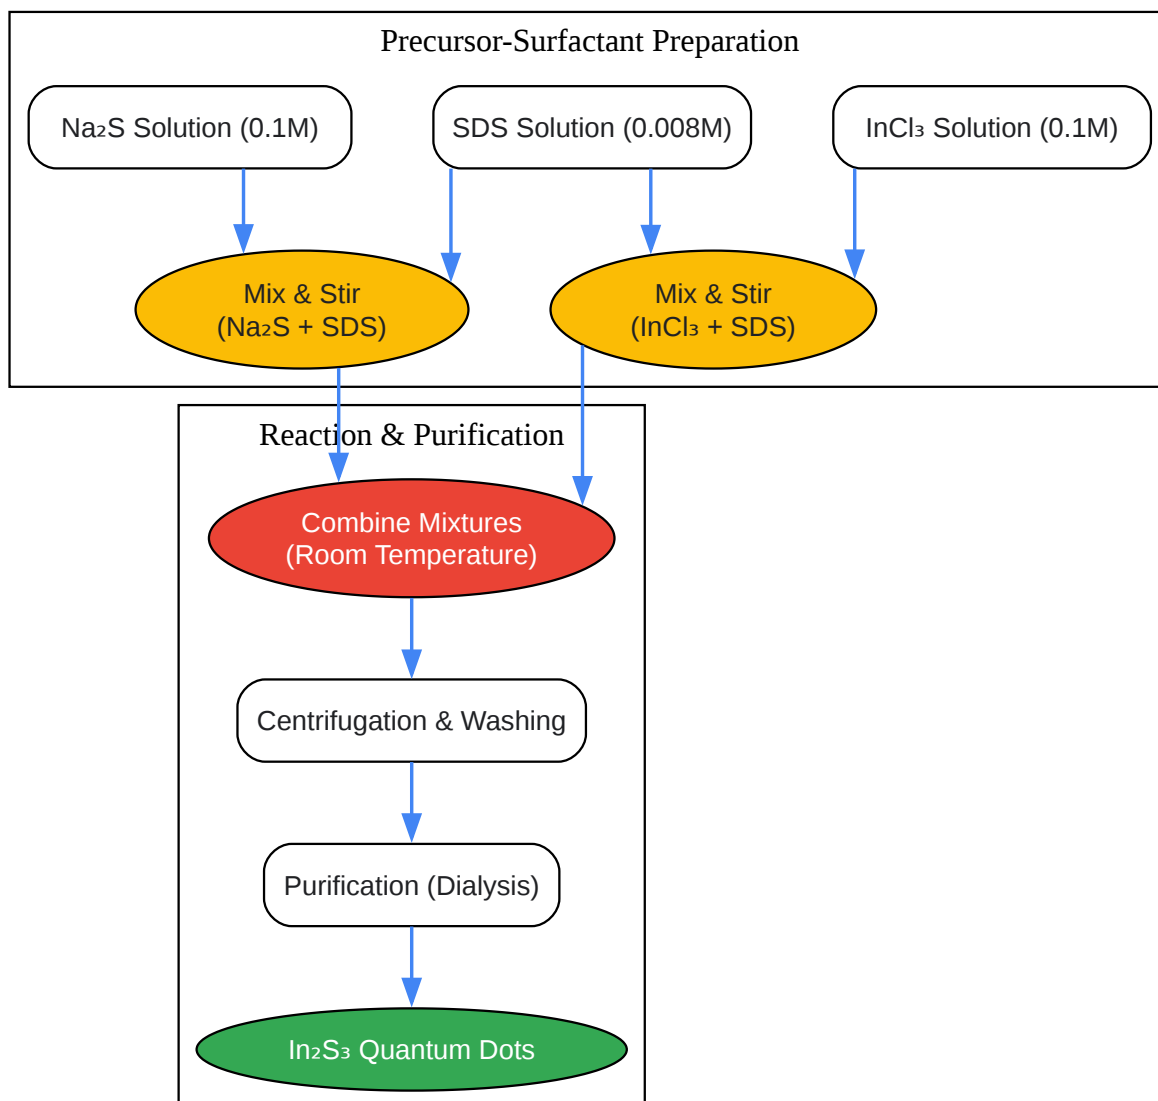 Precursor-Surfactant Preparation
Na₂S Solution (0.1M)
SDS Solution (0.008M)
InCl₃ Solution (0.1M)
Mix & Stir
(Na₂S + SDS)
Mix & Stir
(InCl₃ + SDS)
Reaction & Purification
Combine Mixtures
(Room Temperature)
Centrifugation & Washing
Purification (Dialysis)
In₂S₃ Quantum Dots